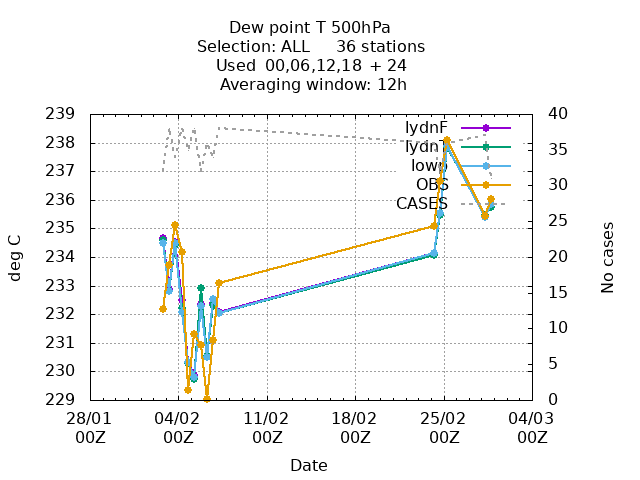 Dew point T 500hPa
Selection: ALL 36 stations
Used 00,06,12,18 + 24
Averaging window: 12h
239
238
237
236
235
234
233
232
231
230
229
40
35
30
25
20
15
10
5
0
lydnF
lowp
OBS
CASES
deg C
No cases
28/01 04/02 11/02 18/02 25/02 04/03
00Z 00Z 00Z 00Z 00Z 00Z
Date